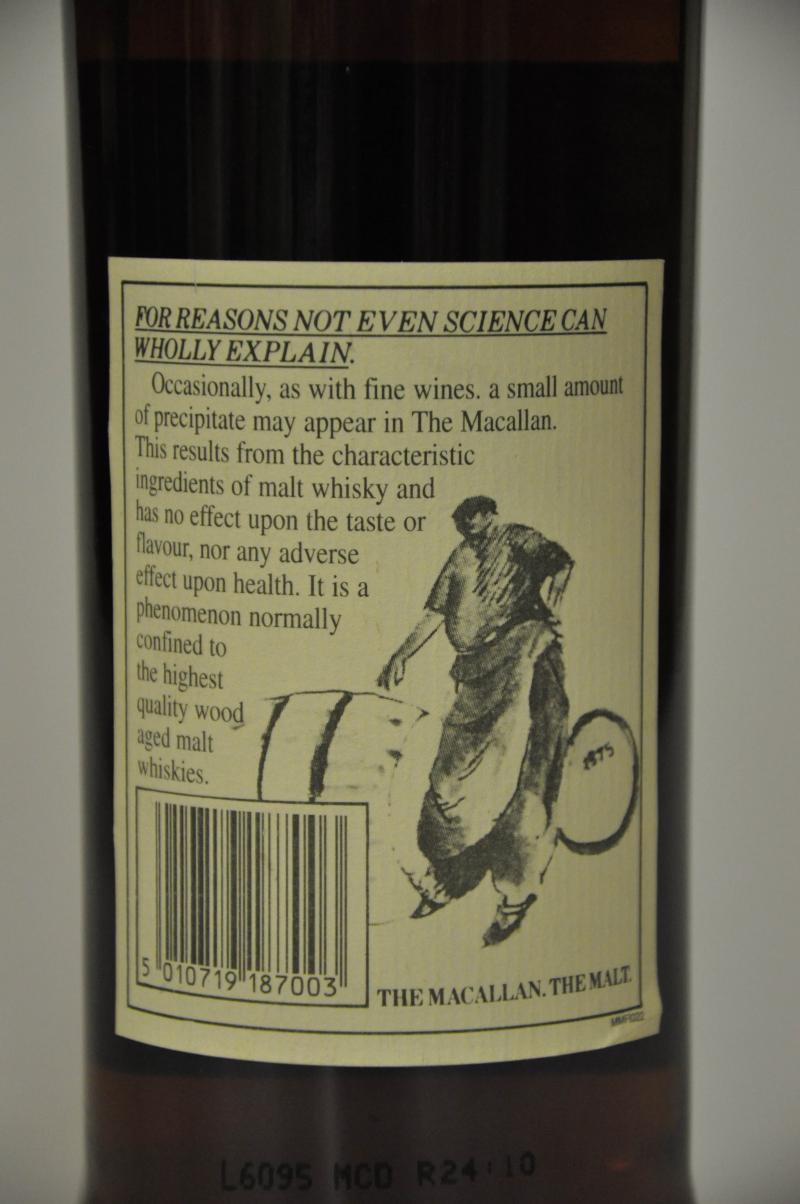 FOR REASONS NOT EVEN SCIENCE CAN
WHOLLY EXPLAIN.
Occasionally, as with fine wines. a small amount
of precipitate may appear in The Macallan.
This results from the characteristic
ingredients of malt whisky and
has no effect upon the taste or
flavour, nor any adverse
effect upon health. It is a
phenomenon normally
confined to
the highest
quality wood
aged malt
whiskies.
1875
5 010719 187003
THE MACALLAN. THE MALT.
L6095 MCD R24:10